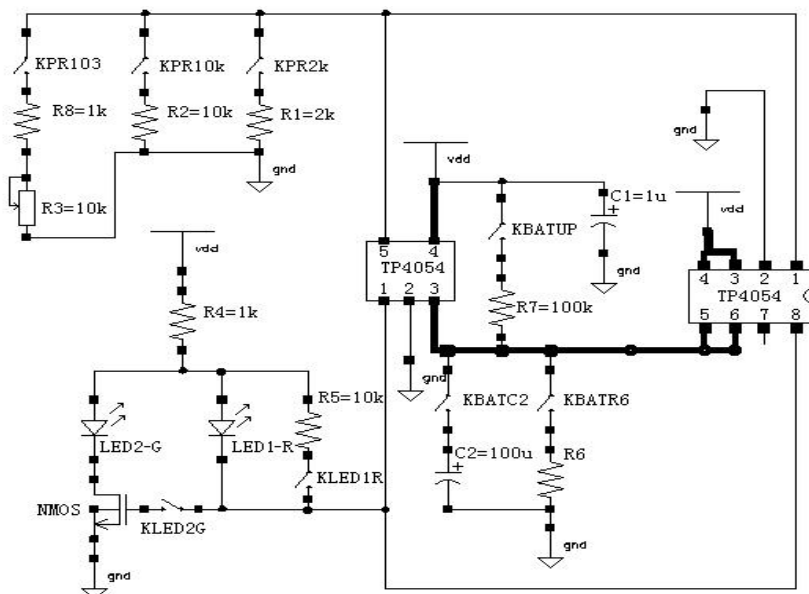 KPR103
KPR10k
KPR2k
R8=1k
R2=10k
R1=2k
gnd
R3=10k
vdd
C1=1u
gnd
vdd
KBATUP
gnd
R7=100k
5 4
TP4054
1 2 3
gnd
4 3 2 1
TP4054
5 6 7 8
vdd
R4=1k
R5=10k
LED2-G
LED1-R
KLED1R
NMOS
KLED2G
gnd
KBATC2
KBATR6
C2=100u
R6
gnd